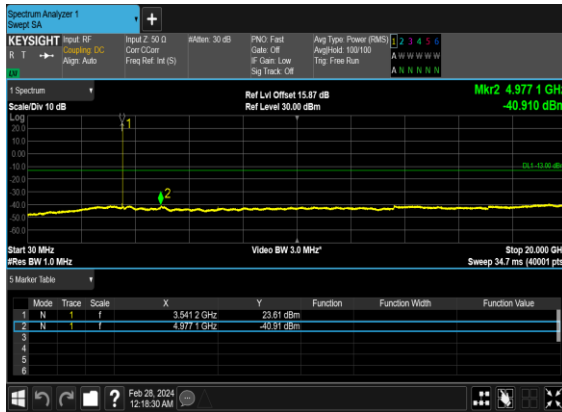 Spectrum Analyzer 1
Swept SA
+
KEYSIGHT
R T
LXI
Input: RF
Coupling: DC
Align: Auto
Input Z: 50 Ω
Corr CCorr
Freq Ref: Int (S)
#Atten: 30 dB
PNO: Fast
Gate: Off
IF Gain: Low
Sig Track: Off
Avg Type: Power (RMS)
Avg|Hold: 100/100
Trig: Free Run
1 2 3 4 5 6
A W W W W W
A N N N N N
1 Spectrum
Scale/Div 10 dB
Ref Lvl Offset 15.87 dB
Ref Level 30.00 dBm
Mkr2 4.977 1 GHz
-40.910 dBm
Log
20.0
10.0
0.00
-10.0
-20.0
-30.0
-40.0
-50.0
-60.0
1
2
DL1 -13.00 dBm
Start 30 MHz
#Res BW 1.0 MHz
Video BW 3.0 MHz*
Stop 20.000 GHz
Sweep 34.7 ms (40001 pts)
5 Marker Table
Mode Trace Scale X Y Function Function Width Function Value
1 N 1 f 3.541 2 GHz 23.61 dBm
2 N 1 f 4.977 1 GHz -40.91 dBm
3
4
5
6
?
Feb 28, 2024
12:18:30 AM